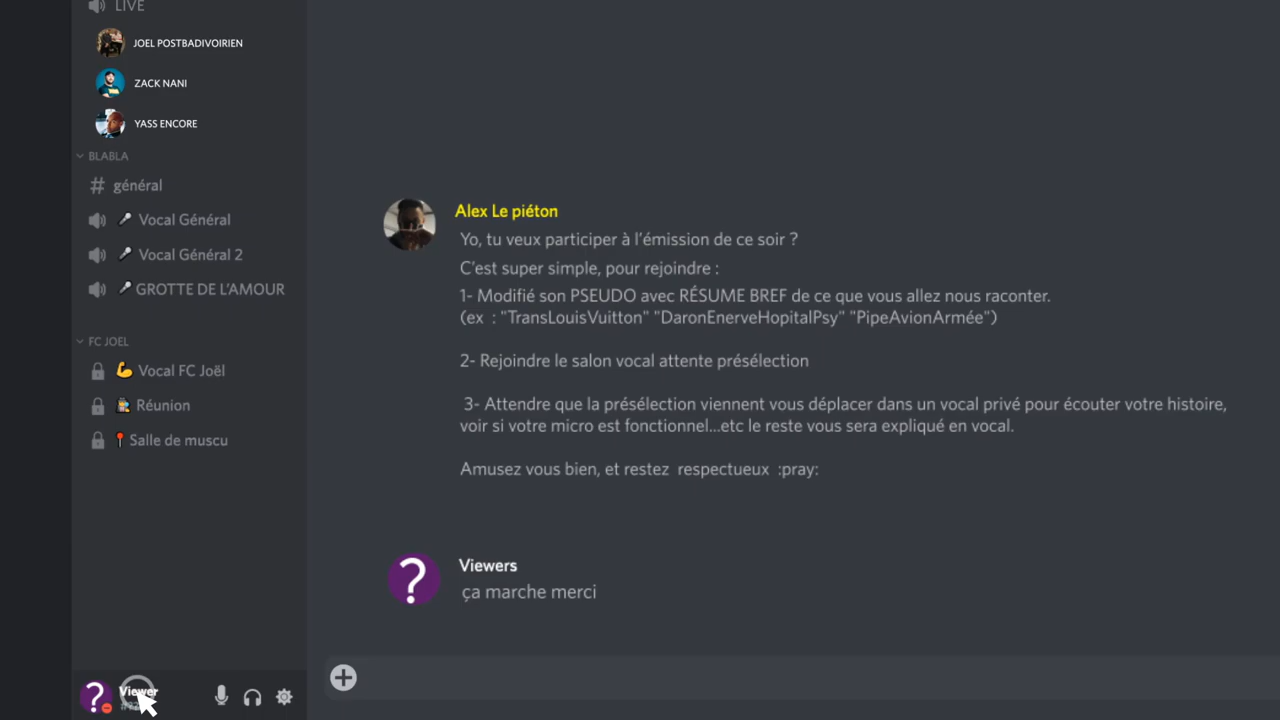 LIVE
JOEL POSTBADIVOIRIEN
ZACK NANI
YASS ENCORE
BLABLA
# général
Vocal Général
Vocal Général 2
GROTTE DE L'AMOUR
FC JOEL
Vocal FC Joël
Réunion
Salle de muscu
Viewer
Alex Le piéton
Yo, tu veux participer à l'émission de ce soir ?
C'est super simple, pour rejoindre :
1- Modifié son PSEUDO avec RÉSUME BREF de ce que vous allez nous raconter.
(ex : "TransLouisVuitton" "DaronEnerveHopitalPsy" "PipeAvionArmée")
2- Rejoindre le salon vocal attente présélection
3- Attendre que la présélection viennent vous déplacer dans un vocal privé pour écouter votre histoire,
voir si votre micro est fonctionnel...etc le reste vous sera expliqué en vocal.
Amusez vous bien, et restez respectueux :pray:
Viewers
ça marche merci